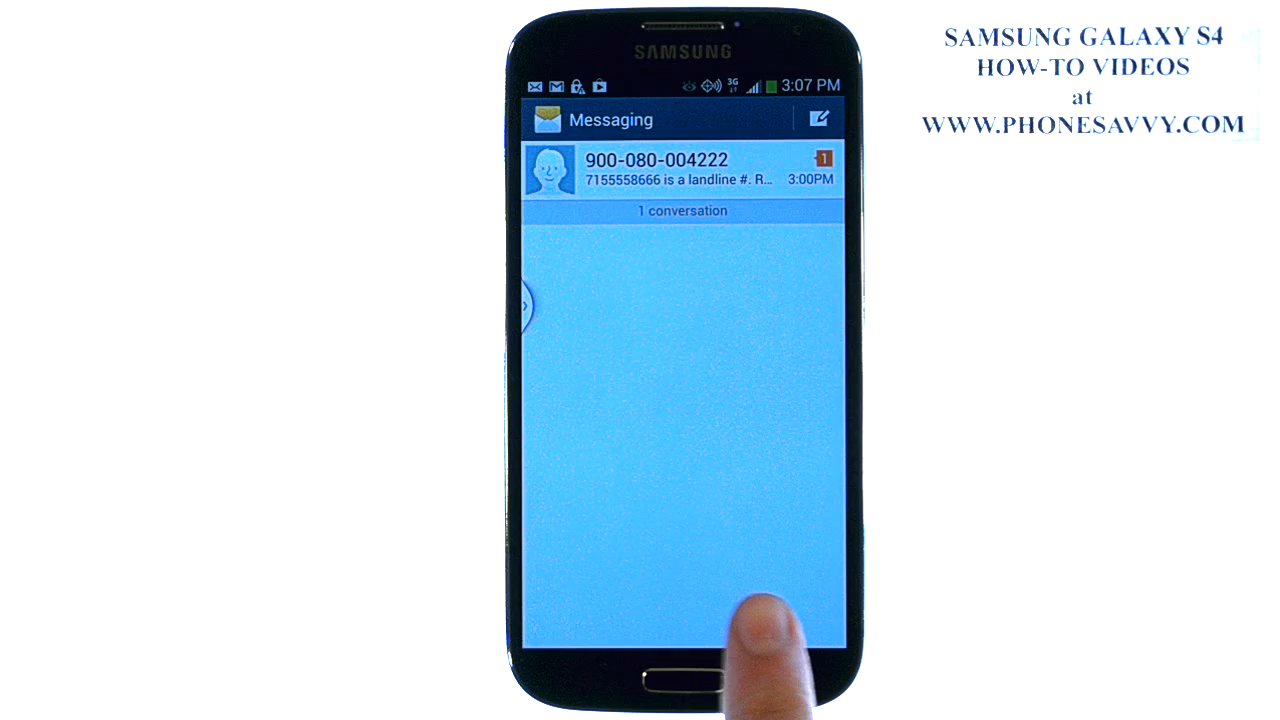 SAMSUNG GALAXY S4
HOW-TO VIDEOS
at
WWW.PHONESAVVY.COM
SAMSUNG
3G
3:07 PM
Messaging
900-080-004222
1
7155558666 is a landline #. R...
3:00PM
1 conversation